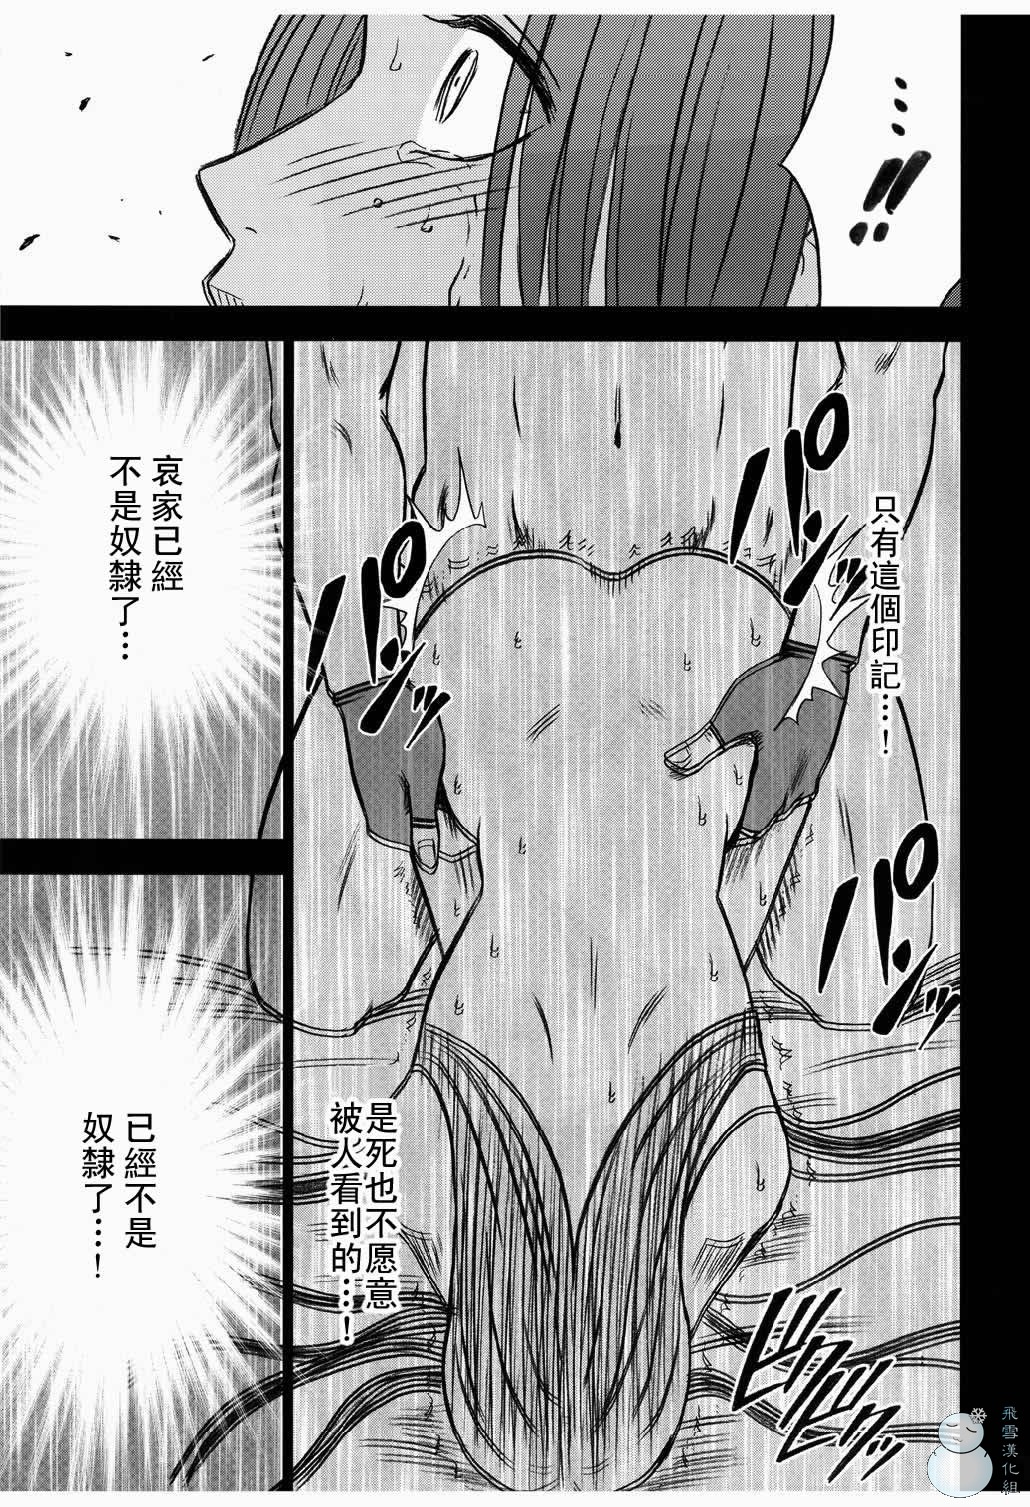 …!!
只有這個印記…!
パンッ
パンッ
パンッ
是死也不愿意
被人看到的…!
ビクッビクッ
哀家已經
不是奴隸了…
已經不是
奴隸了…!
飛雪漢化組